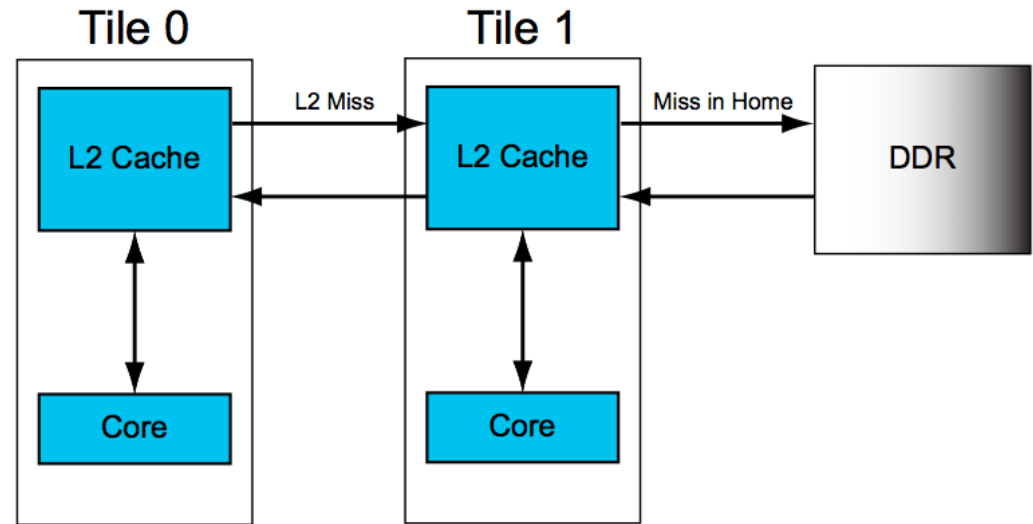 Tile 0
Tile 1
L2 Miss
Miss in Home
L2 Cache
L2 Cache
DDR
Core
Core